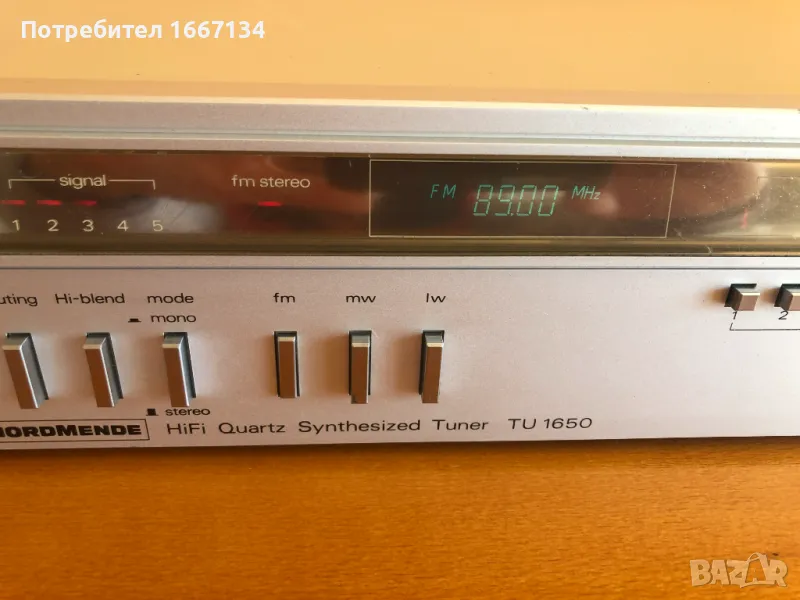 Потребител 1667134
signal
fm stereo
FM 89.00 MHz
1 2 3 4 5
Hi-blend mode fm mw lw
mono
1 2
stereo
NORDMENDE HiFi Quartz Synthesized Tuner TU 1650
BAZAR